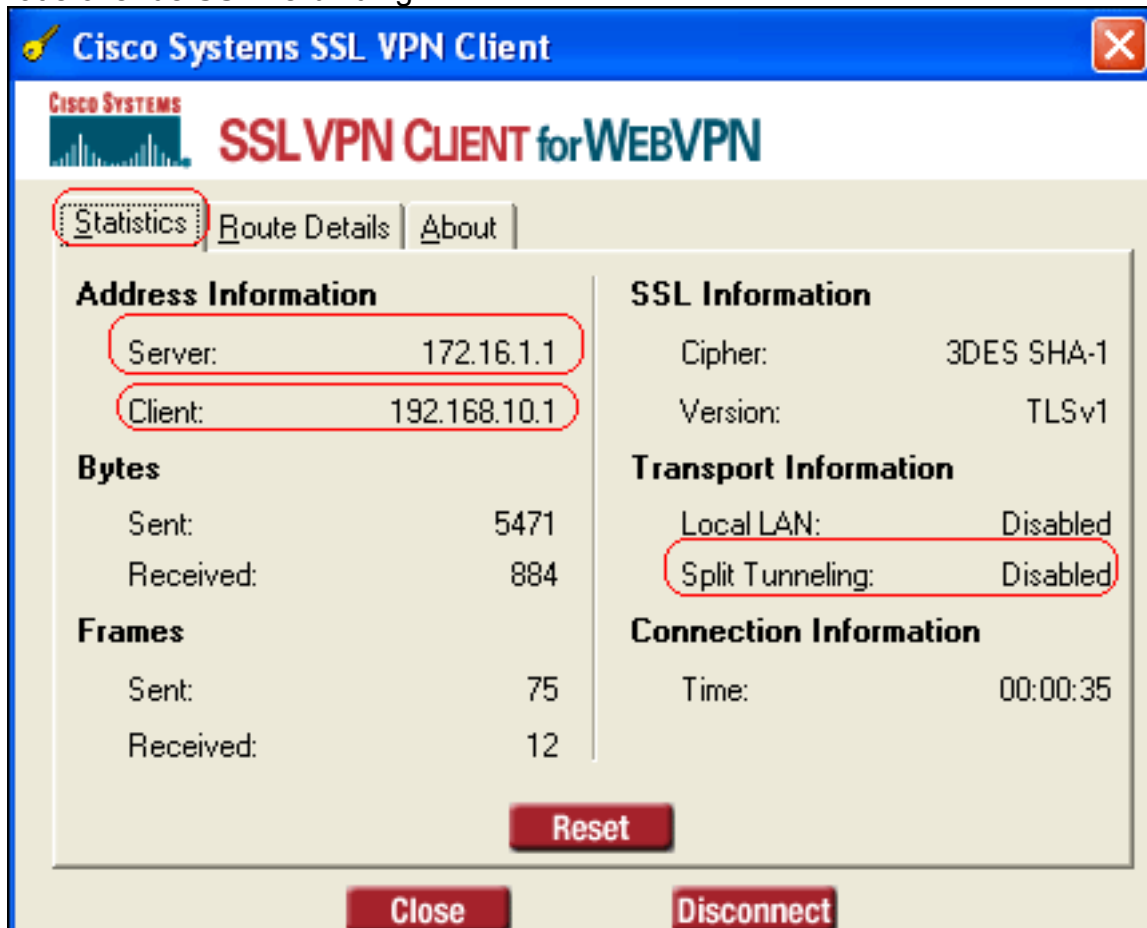 Cisco Systems SSL VPN Client
CISCO SYSTEMS
SSL VPN CLIENT for WEBVPN
Statistics Route Details About
Address Information
Server: 172.16.1.1
Client: 192.168.10.1
Bytes
Sent: 5471
Received: 884
Frames
Sent: 75
Received: 12
SSL Information
Cipher: 3DES SHA-1
Version: TLSv1
Transport Information
Local LAN: Disabled
Split Tunneling: Disabled
Connection Information
Time: 00:00:35
Reset
Close Disconnect